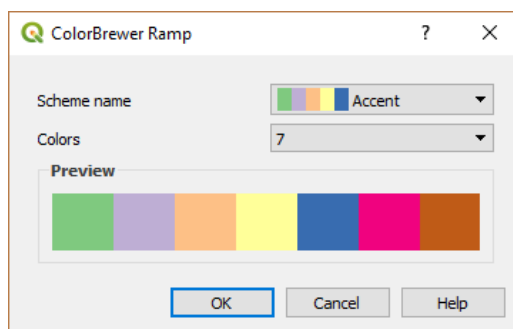 ColorBrewer Ramp
?
Scheme name
Accent
Colors
7
Preview
OK
Cancel
Help